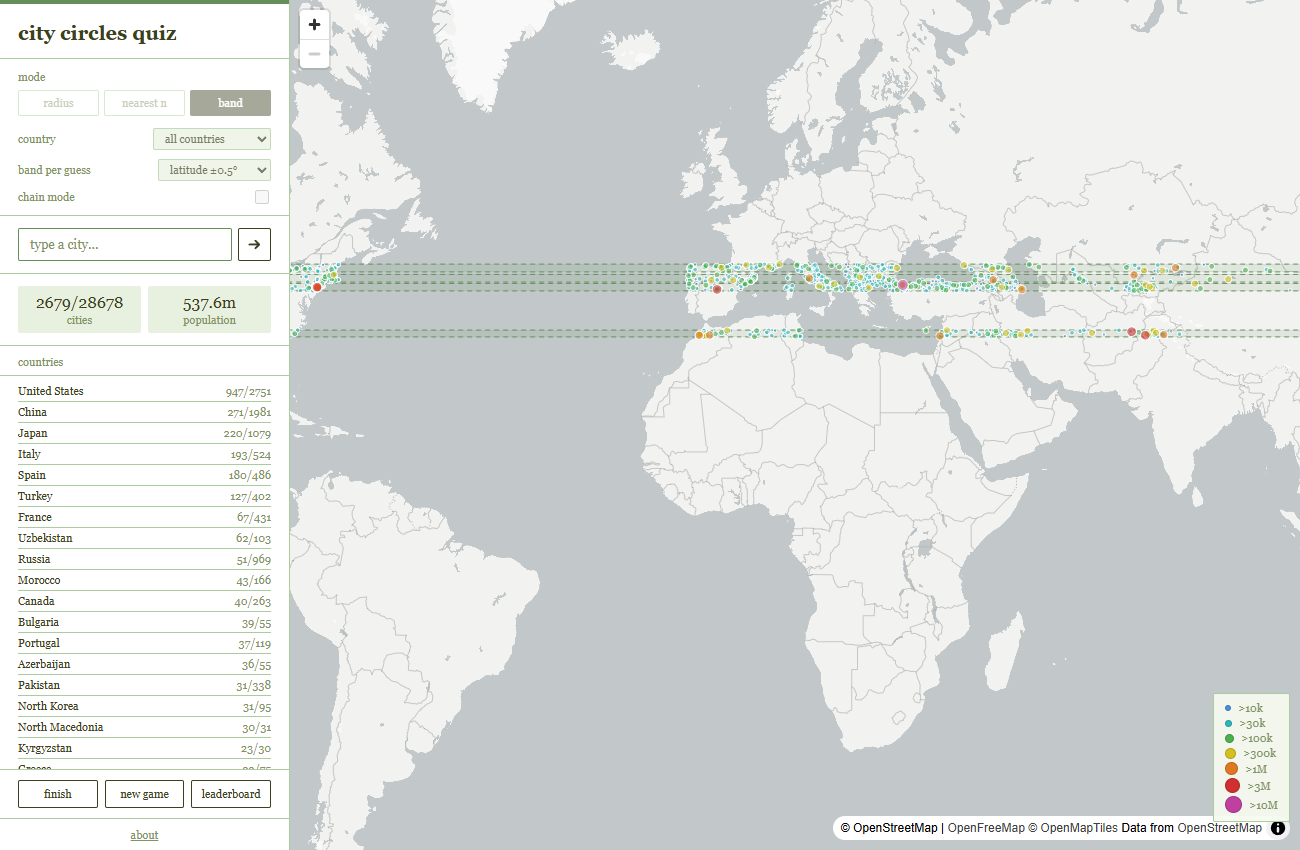 city circles quiz
mode
radius
nearest n
band
country
all countries
band per guess
latitude ±0.5°
chain mode
type a city...
2679/28678
cities
537.6m
population
countries
United States 947/2751
China 271/1981
Japan 220/1079
Italy 193/524
Spain 180/486
Turkey 127/402
France 67/431
Uzbekistan 62/103
Russia 51/969
Morocco 43/166
Canada 40/263
Bulgaria 39/55
Portugal 37/119
Azerbaijan 36/55
Pakistan 31/338
North Korea 31/95
North Macedonia 30/31
Kyrgyzstan 23/30
finish
new game
leaderboard
about
+
−
>10k
>30k
>100k
>300k
>1M
>3M
>10M
© OpenStreetMap | OpenFreeMap © OpenMapTiles Data from OpenStreetMap